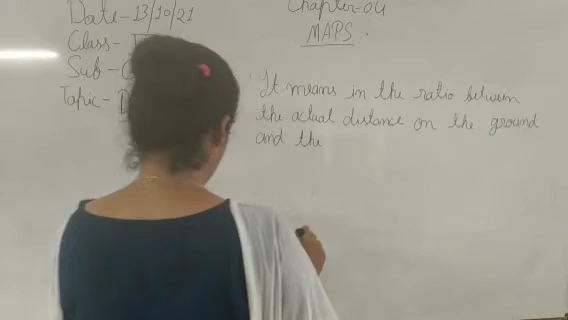 Date-13/10/21
Chapter-04
Class-
MAPS.
Sub-
Topic-
It means in the ratio between
the actual distance on the ground
and the